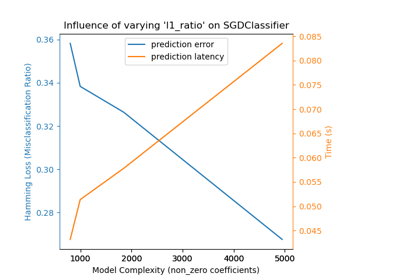 Influence of varying 'l1_ratio' on SGDClassifier
prediction error
prediction latency
Hamming Loss (Misclassification Ratio)
0.36
0.34
0.32
0.30
0.28
0.085
0.080
0.075
0.070
0.065
0.060
0.055
0.050
0.045
Time (s)
1000 2000 3000 4000 5000
Model Complexity (non_zero coefficients)